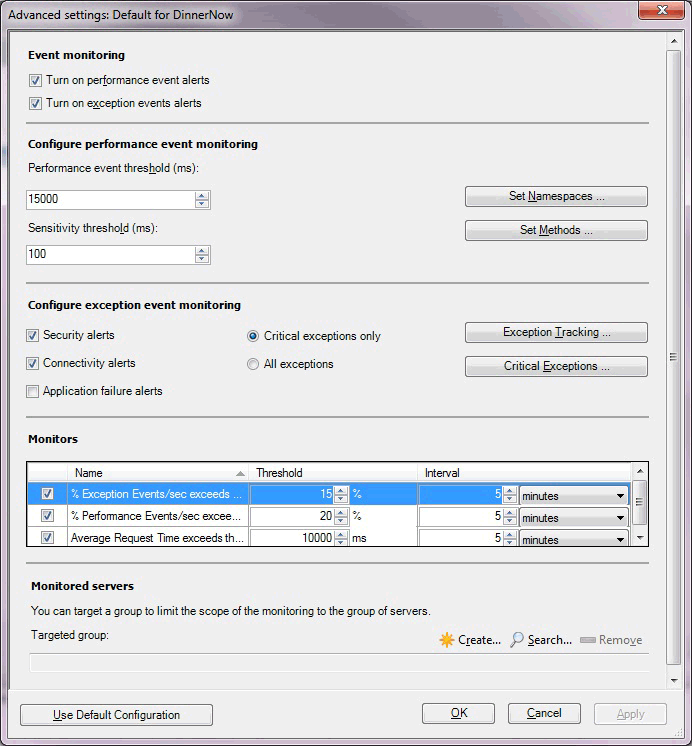 Advanced settings: Default for DinnerNow
Event monitoring
Turn on performance event alerts
Turn on exception events alerts
Configure performance event monitoring
Performance event threshold (ms):
15000
Set Namespaces ...
Sensitivity threshold (ms):
Set Methods ...
100
Configure exception event monitoring
Security alerts Critical exceptions only Exception Tracking ...
Connectivity alerts All exceptions Critical Exceptions ...
Application failure alerts
Monitors
Name Threshold Interval
% Exception Events/sec exceeds ... 15 % 5 minutes
% Performance Events/sec excee... 20 % 5 minutes
Average Request Time exceeds th... 10000 ms 5 minutes
Monitored servers
You can target a group to limit the scope of the monitoring to the group of servers.
Targeted group: Create... Search... Remove
Use Default Configuration OK Cancel Apply